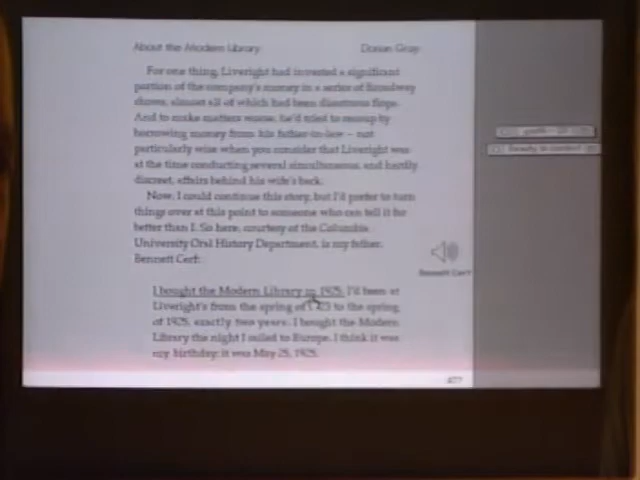 About the Modern Library Dorian Gray
For one thing, Liveright had invested a significant
portion of the company's money in a series of Broadway
shows, almost all of which had been disastrous flops.
And to make matters worse, he'd tried to recoup by
borrowing money from his father-in-law – not
particularly wise when you consider that Liveright was
at the time conducting several simultaneous, and hardly
discreet, affairs behind his wife's back.
Now, I could continue this story, but I'd prefer to turn
things over at this point to someone who can tell it far
better than I. So here, courtesy of the Columbia
University Oral History Department, is my father,
Bennett Cerf:
Bennett Cerf
I bought the Modern Library in 1925. I'd been at
Liveright's from the spring of 1923 to the spring
of 1925, exactly two years. I bought the Modern
Library the night I sailed to Europe. I think it was
my birthday; it was May 25, 1925.
477